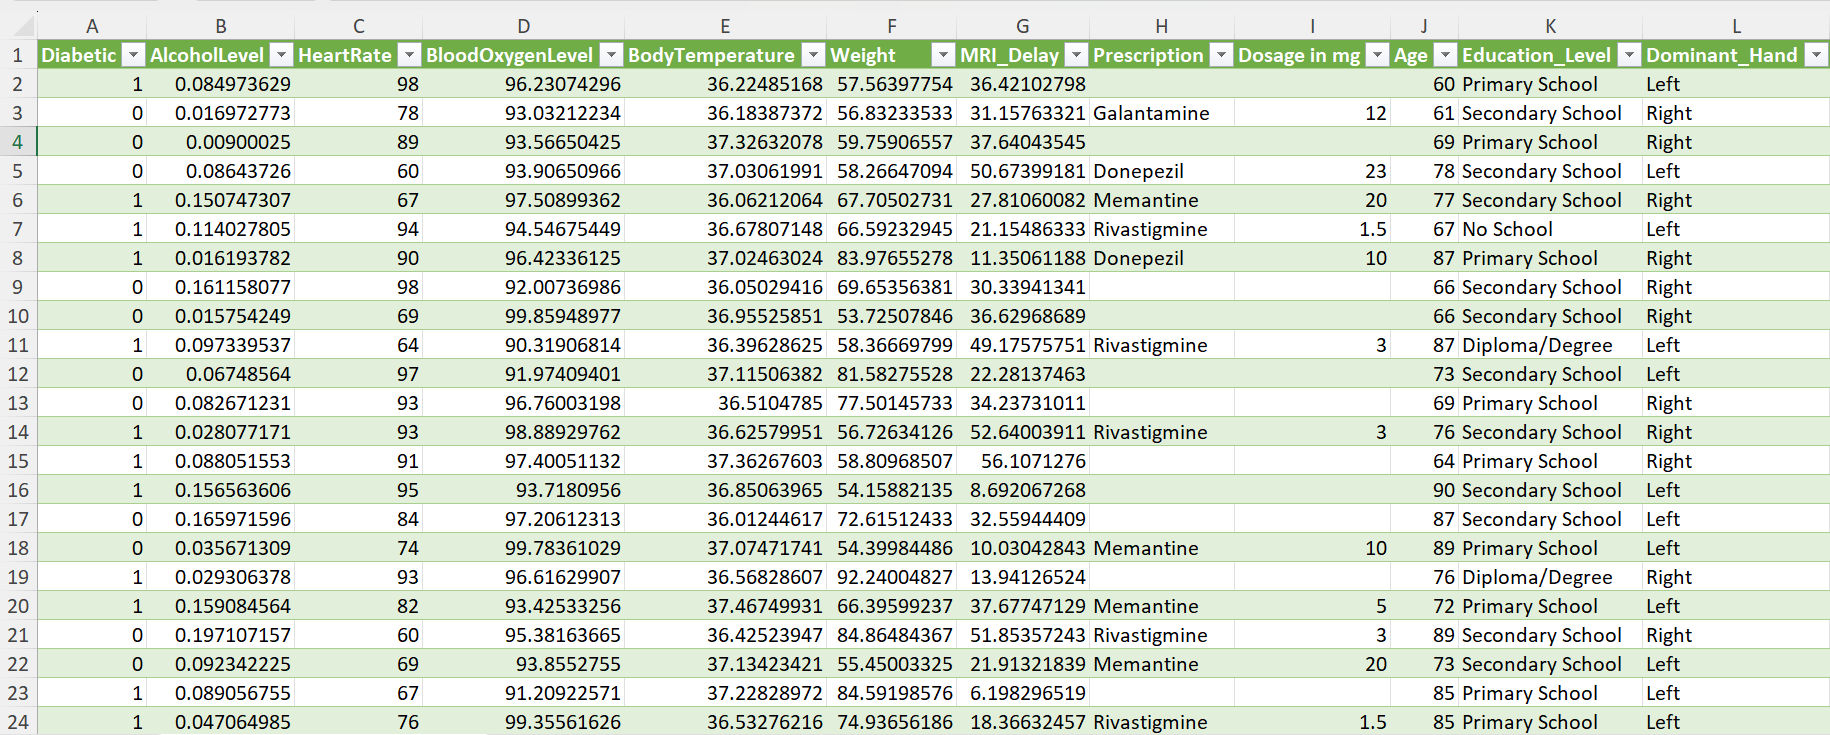 A B C D E F G H I J K L
1 Diabetic AlcoholLevel HeartRate BloodOxygenLevel BodyTemperature Weight MRI_Delay Prescription Dosage in mg Age Education_Level Dominant_Hand
2 1 0.084973629 98 96.23074296 36.22485168 57.56397754 36.42102798 60 Primary School Left
3 0 0.016972773 78 93.03212234 36.18387372 56.83233533 31.15763321 Galantamine 12 61 Secondary School Right
4 0 0.00900025 89 93.56650425 37.32632078 59.75906557 37.64043545 69 Primary School Right
5 0 0.08643726 60 93.90650966 37.03061991 58.26647094 50.67399181 Donepezil 23 78 Secondary School Left
6 1 0.150747307 67 97.50899362 36.06212064 67.70502731 27.81060082 Memantine 20 77 Secondary School Right
7 1 0.114027805 94 94.54675449 36.67807148 66.59232945 21.15486333 Rivastigmine 1.5 67 No School Left
8 1 0.016193782 90 96.42336125 37.02463024 83.97655278 11.35061188 Donepezil 10 87 Primary School Right
9 0 0.161158077 98 92.00736986 36.05029416 69.65356381 30.33941341 66 Secondary School Right
10 0 0.015754249 69 99.85948977 36.95525851 53.72507846 36.62968689 66 Secondary School Right
11 1 0.097339537 64 90.31906814 36.39628625 58.36669799 49.17575751 Rivastigmine 3 87 Diploma/Degree Left
12 0 0.06748564 97 91.97409401 37.11506382 81.58275528 22.28137463 73 Secondary School Left
13 0 0.082671231 93 96.76003198 36.5104785 77.50145733 34.23731011 69 Primary School Right
14 1 0.028077171 93 98.88929762 36.62579951 56.72634126 52.64003911 Rivastigmine 3 76 Secondary School Right
15 1 0.088051553 91 97.40051132 37.36267603 58.80968507 56.1071276 64 Primary School Right
16 1 0.156563606 95 93.7180956 36.85063965 54.15882135 8.692067268 90 Secondary School Left
17 0 0.165971596 84 97.20612313 36.01244617 72.61512433 32.55944409 87 Secondary School Left
18 0 0.035671309 74 99.78361029 37.07471741 54.39984486 10.03042843 Memantine 10 89 Primary School Left
19 1 0.029306378 93 96.61629907 36.56828607 92.24004827 13.94126524 76 Diploma/Degree Right
20 1 0.159084564 82 93.42533256 37.46749931 66.39599237 37.67747129 Memantine 5 72 Primary School Left
21 0 0.197107157 60 95.38163665 36.42523947 84.86484367 51.85357243 Rivastigmine 3 89 Secondary School Right
22 0 0.092342225 69 93.8552755 37.13423421 55.45003325 21.91321839 Memantine 20 73 Secondary School Left
23 1 0.089056755 67 91.20922571 37.22828972 84.59198576 6.198296519 85 Primary School Left
24 1 0.047064985 76 99.35561626 36.53276216 74.93656186 18.36632457 Rivastigmine 1.5 85 Primary School Left